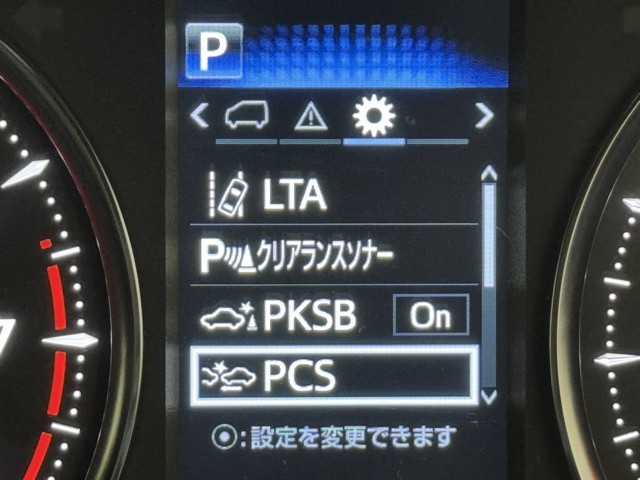 P
LTA
クリアランスソナー
PKSB On
PCS
:設定を変更できます